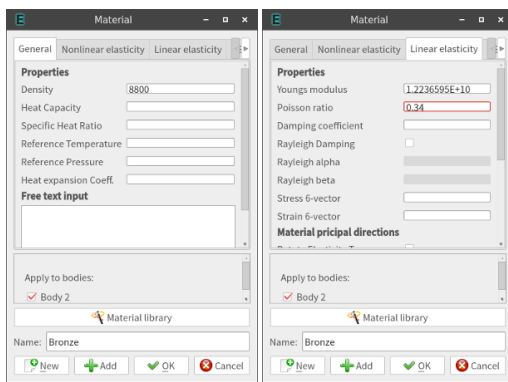 Material
General Nonlinear elasticity Linear elasticity
Properties
Density 8800
Heat Capacity
Specific Heat Ratio
Reference Temperature
Reference Pressure
Heat expansion Coeff.
Free text input
Apply to bodies:
Body 2
Material library
Name: Bronze
New Add OK Cancel
Material
General Nonlinear elasticity Linear elasticity
Properties
Youngs modulus 1.2236595E+10
Poisson ratio 0.34
Damping coefficient
Rayleigh Damping
Rayleigh alpha
Rayleigh beta
Stress 6-vector
Strain 6-vector
Material pricipal directions
Apply to bodies:
Body 2
Material library
Name: Bronze
New Add OK Cancel